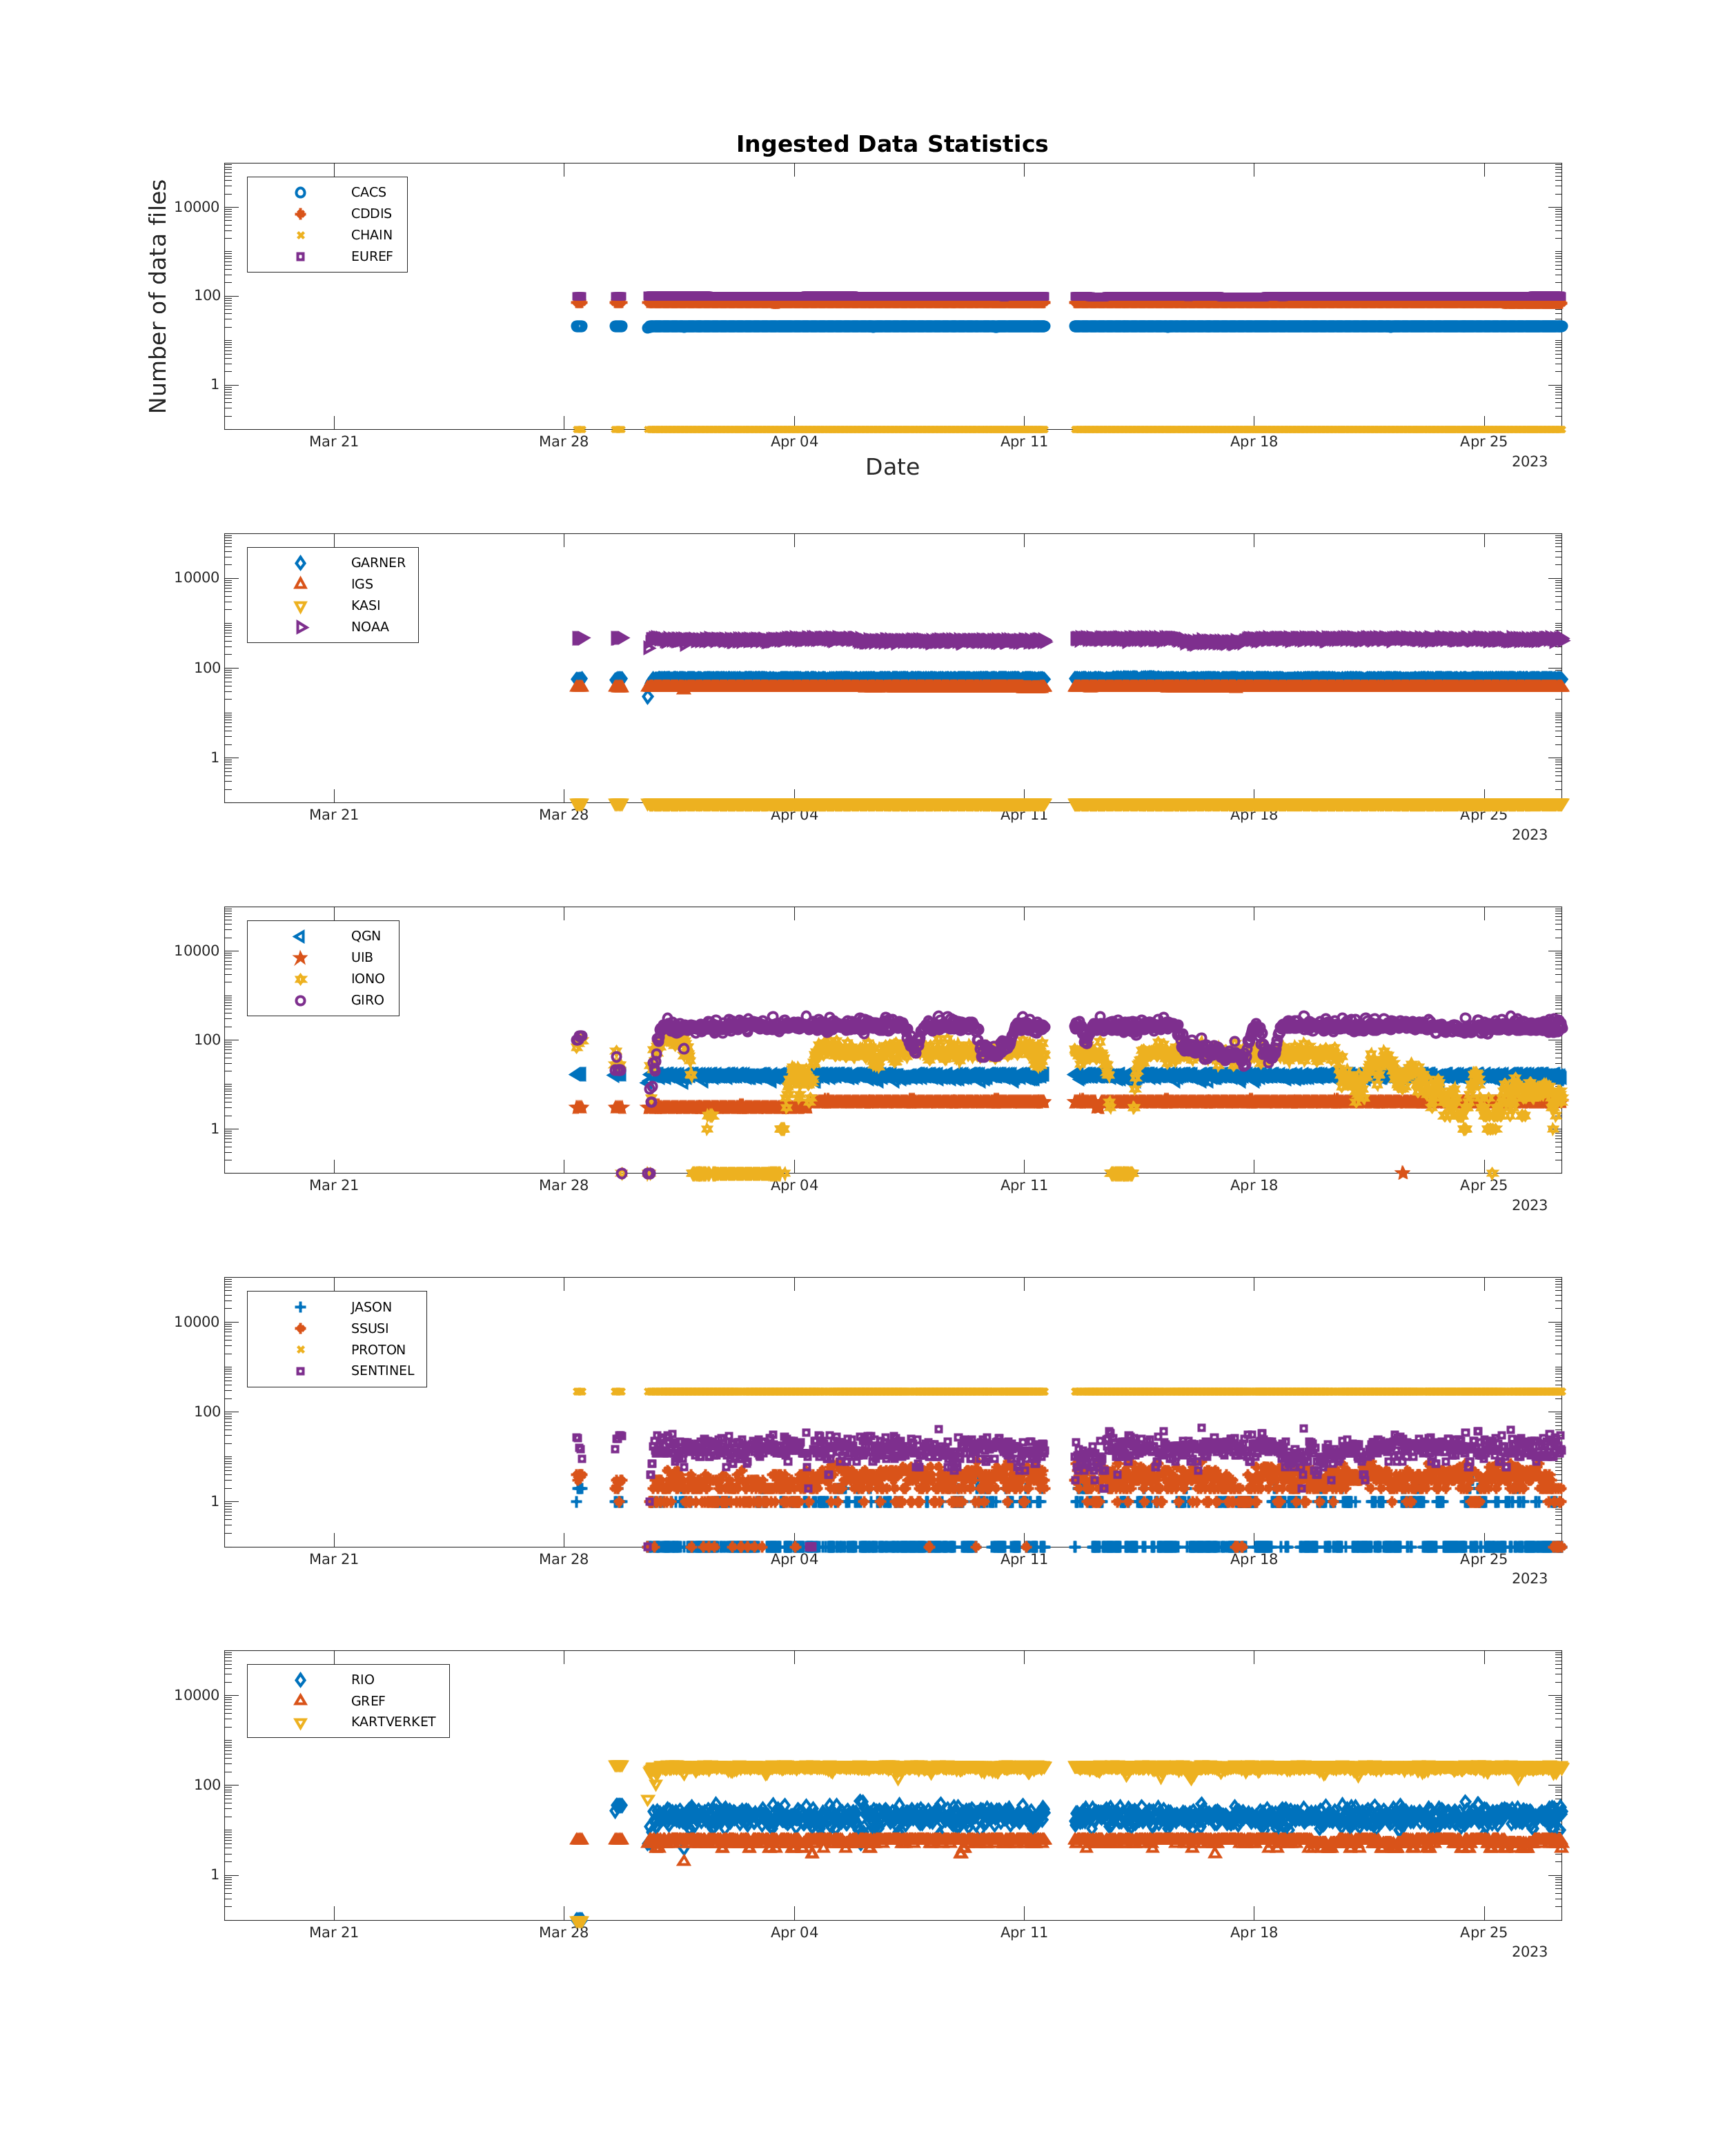 Ingested Data Statistics
Number of data files
10000
100
1
CACS
CDDIS
CHAIN
EUREF
Mar 21 Mar 28 Apr 04 Apr 11 Apr 18 Apr 25
2023
Date
10000
100
1
GARNER
IGS
KASI
NOAA
Mar 21 Mar 28 Apr 04 Apr 11 Apr 18 Apr 25
2023
10000
100
1
QGN
UIB
IONO
GIRO
Mar 21 Mar 28 Apr 04 Apr 11 Apr 18 Apr 25
2023
10000
100
1
JASON
SSUSI
PROTON
SENTINEL
Mar 21 Mar 28 Apr 04 Apr 11 Apr 18 Apr 25
2023
10000
100
1
RIO
GREF
KARTVERKET
Mar 21 Mar 28 Apr 04 Apr 11 Apr 18 Apr 25
2023